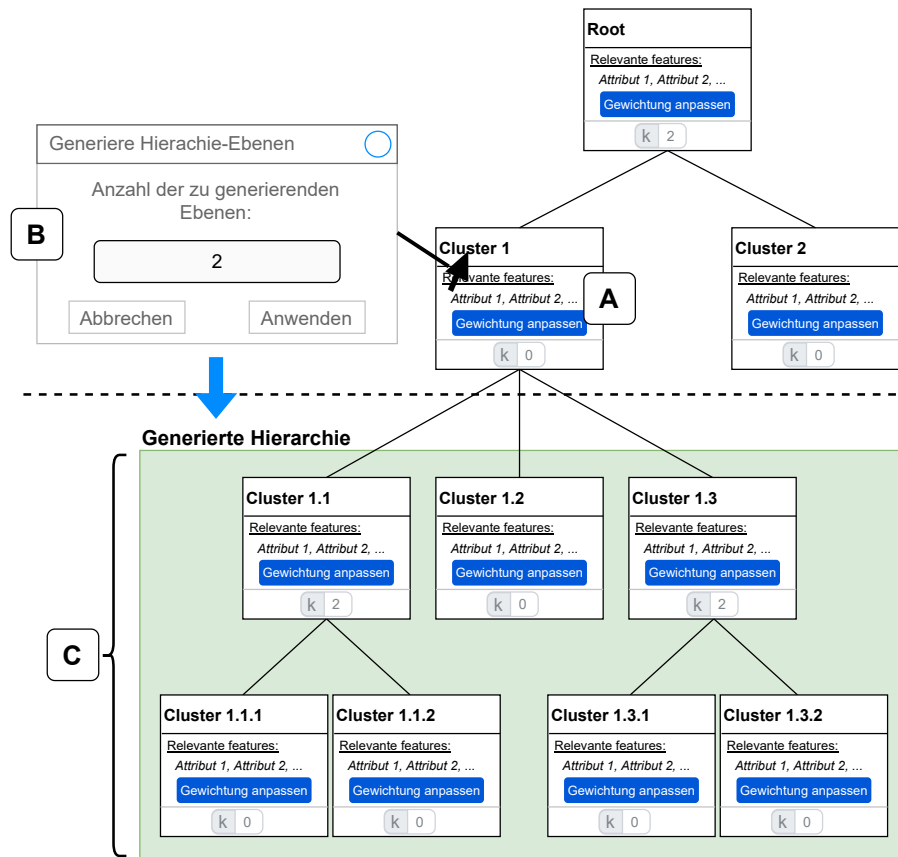 Root
Relevante features:
Attribut 1, Attribut 2, ...
Gewichtung anpassen
k 2
Generiere Hierachie-Ebenen
Anzahl der zu generierenden
Ebenen:
2
Abbrechen Anwenden
B
Cluster 1
Relevante features:
Attribut 1, Attribut 2, ...
Gewichtung anpassen
k 0
A
Cluster 2
Relevante features:
Attribut 1, Attribut 2, ...
Gewichtung anpassen
k 0
Generierte Hierarchie
C
Cluster 1.1
Relevante features:
Attribut 1, Attribut 2, ...
Gewichtung anpassen
k 2
Cluster 1.2
Relevante features:
Attribut 1, Attribut 2, ...
Gewichtung anpassen
k 0
Cluster 1.3
Relevante features:
Attribut 1, Attribut 2, ...
Gewichtung anpassen
k 2
Cluster 1.1.1
Relevante features:
Attribut 1, Attribut 2, ...
Gewichtung anpassen
k 0
Cluster 1.1.2
Relevante features:
Attribut 1, Attribut 2, ...
Gewichtung anpassen
k 0
Cluster 1.3.1
Relevante features:
Attribut 1, Attribut 2, ...
Gewichtung anpassen
k 0
Cluster 1.3.2
Relevante features:
Attribut 1, Attribut 2, ...
Gewichtung anpassen
k 0